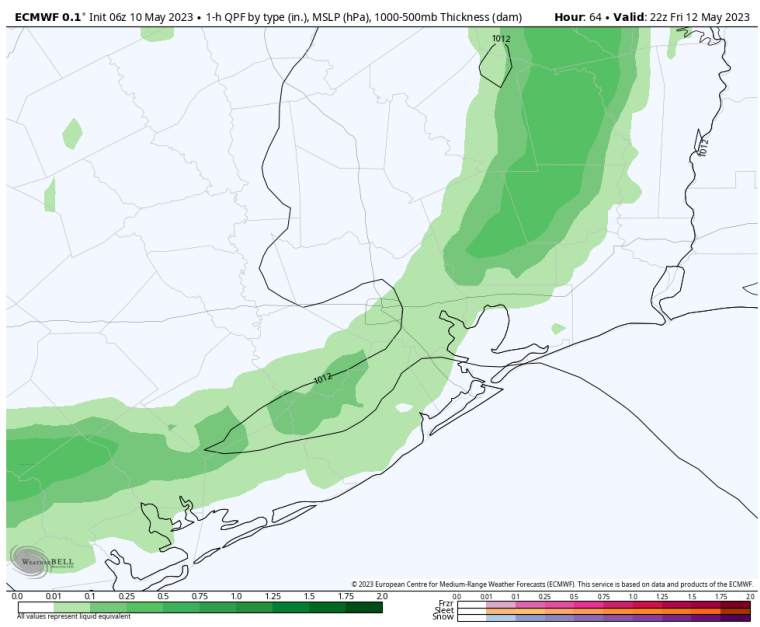 ECMWF 0.1° Init 06z 10 May 2023 • 1-h QPF by type (in.), MSLP (hPa), 1000-500mb Thickness (dam) Hour: 64 • Valid: 22z Fri 12 May 2023
1012
1012
1012
WEATHERBELL
© 2023 European Centre for Medium-Range Weather Forecasts (ECMWF). This service is based on data and products of the ECMWF.
0.0 0.01 0.1 0.25 0.5 0.75 1.0 1.25 1.5 1.75 2.0
0.0 0.01 0.1 0.25 0.5 0.75 1.0 1.25 1.5 1.75 2.0
All values represent liquid equivalent
Frzr
Sleet
Snow